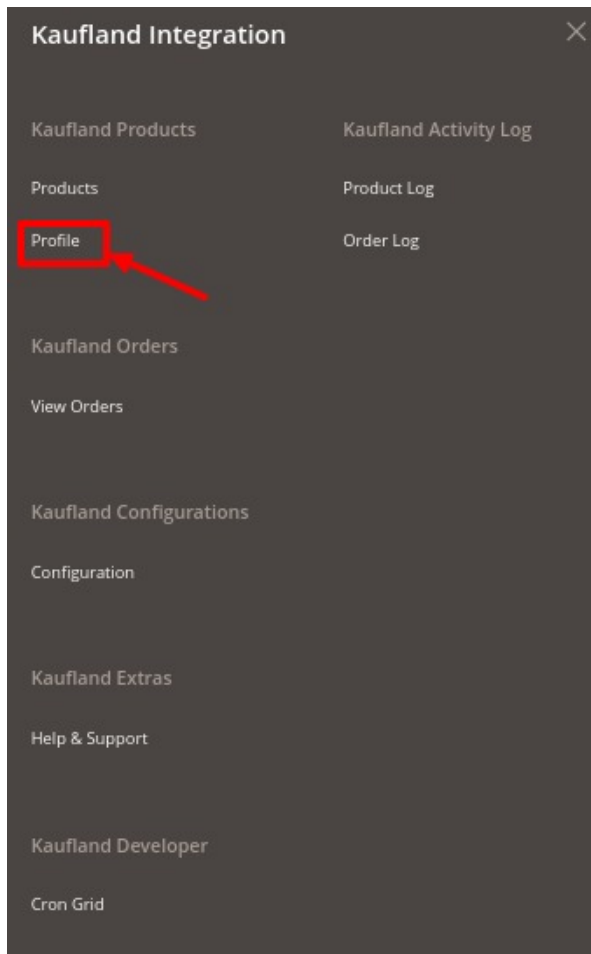 Kaufland Integration
Kaufland Products
Products
Profile
Kaufland Activity Log
Product Log
Order Log
Kaufland Orders
View Orders
Kaufland Configurations
Configuration
Kaufland Extras
Help & Support
Kaufland Developer
Cron Grid